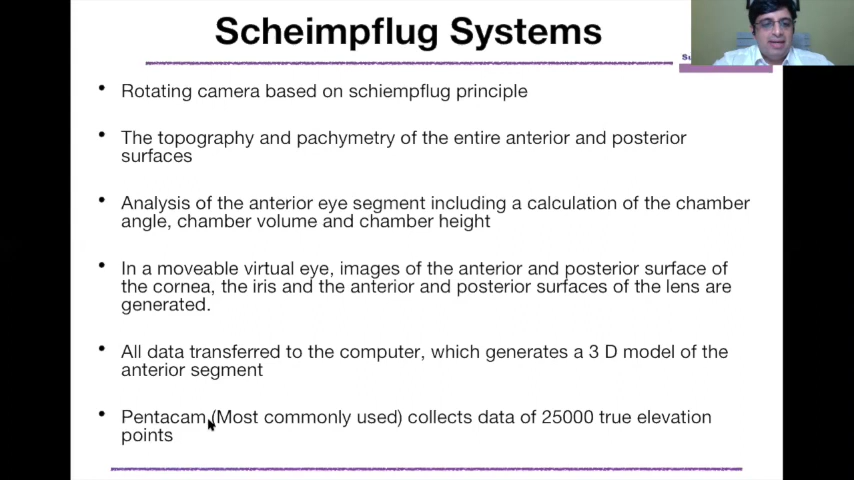 Scheimpflug Systems
Su
• Rotating camera based on schiempflug principle
• The topography and pachymetry of the entire anterior and posterior
surfaces
• Analysis of the anterior eye segment including a calculation of the chamber
angle, chamber volume and chamber height
• In a moveable virtual eye, images of the anterior and posterior surface of
the cornea, the iris and the anterior and posterior surfaces of the lens are
generated.
• All data transferred to the computer, which generates a 3 D model of the
anterior segment
• Pentacam (Most commonly used) collects data of 25000 true elevation
points